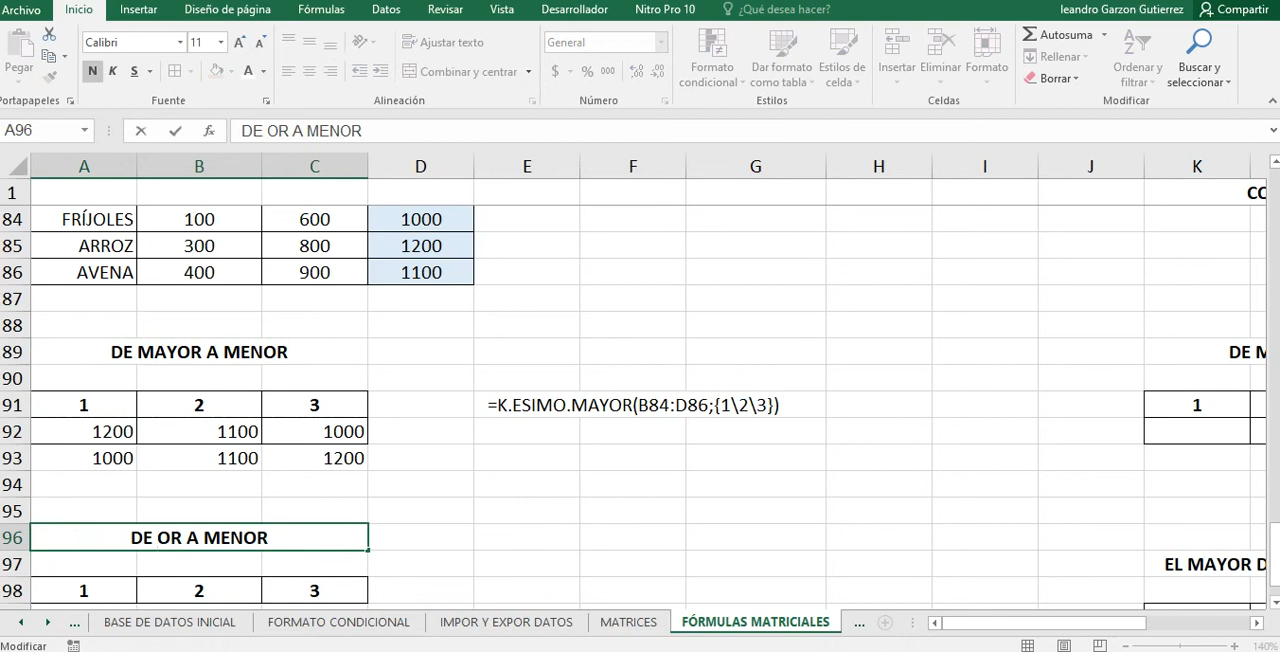 Archivo Inicio Insertar Diseño de página Fórmulas Datos Revisar Vista Desarrollador Nitro Pro 10 ¿Qué desea hacer? leandro Garzon Gutierrez Compartir
Calibri 11 Ajustar texto General Autosuma
Pegar N K S A Combinar y centrar $ % 000 Formato condicional Dar formato como tabla Estilos de celda Insertar Eliminar Formato Rellenar Borrar Ordenar y filtrar Buscar y seleccionar
Portapapeles Fuente Alineación Número Estilos Celdas Modificar
A96 fx DE OR A MENOR
A B C D E F G H I J K
1 CO
84 FRÍJOLES 100 600 1000
85 ARROZ 300 800 1200
86 AVENA 400 900 1100
87
88
89 DE MAYOR A MENOR DE M
90
91 1 2 3 =K.ESIMO.MAYOR(B84:D86;{1\2\3}) 1
92 1200 1100 1000
93 1000 1100 1200
94
95
96 DE OR A MENOR
97 EL MAYOR D
98 1 2 3
... BASE DE DATOS INICIAL FORMATO CONDICIONAL IMPOR Y EXPOR DATOS MATRICES FÓRMULAS MATRICIALES ...
Modificar 140%